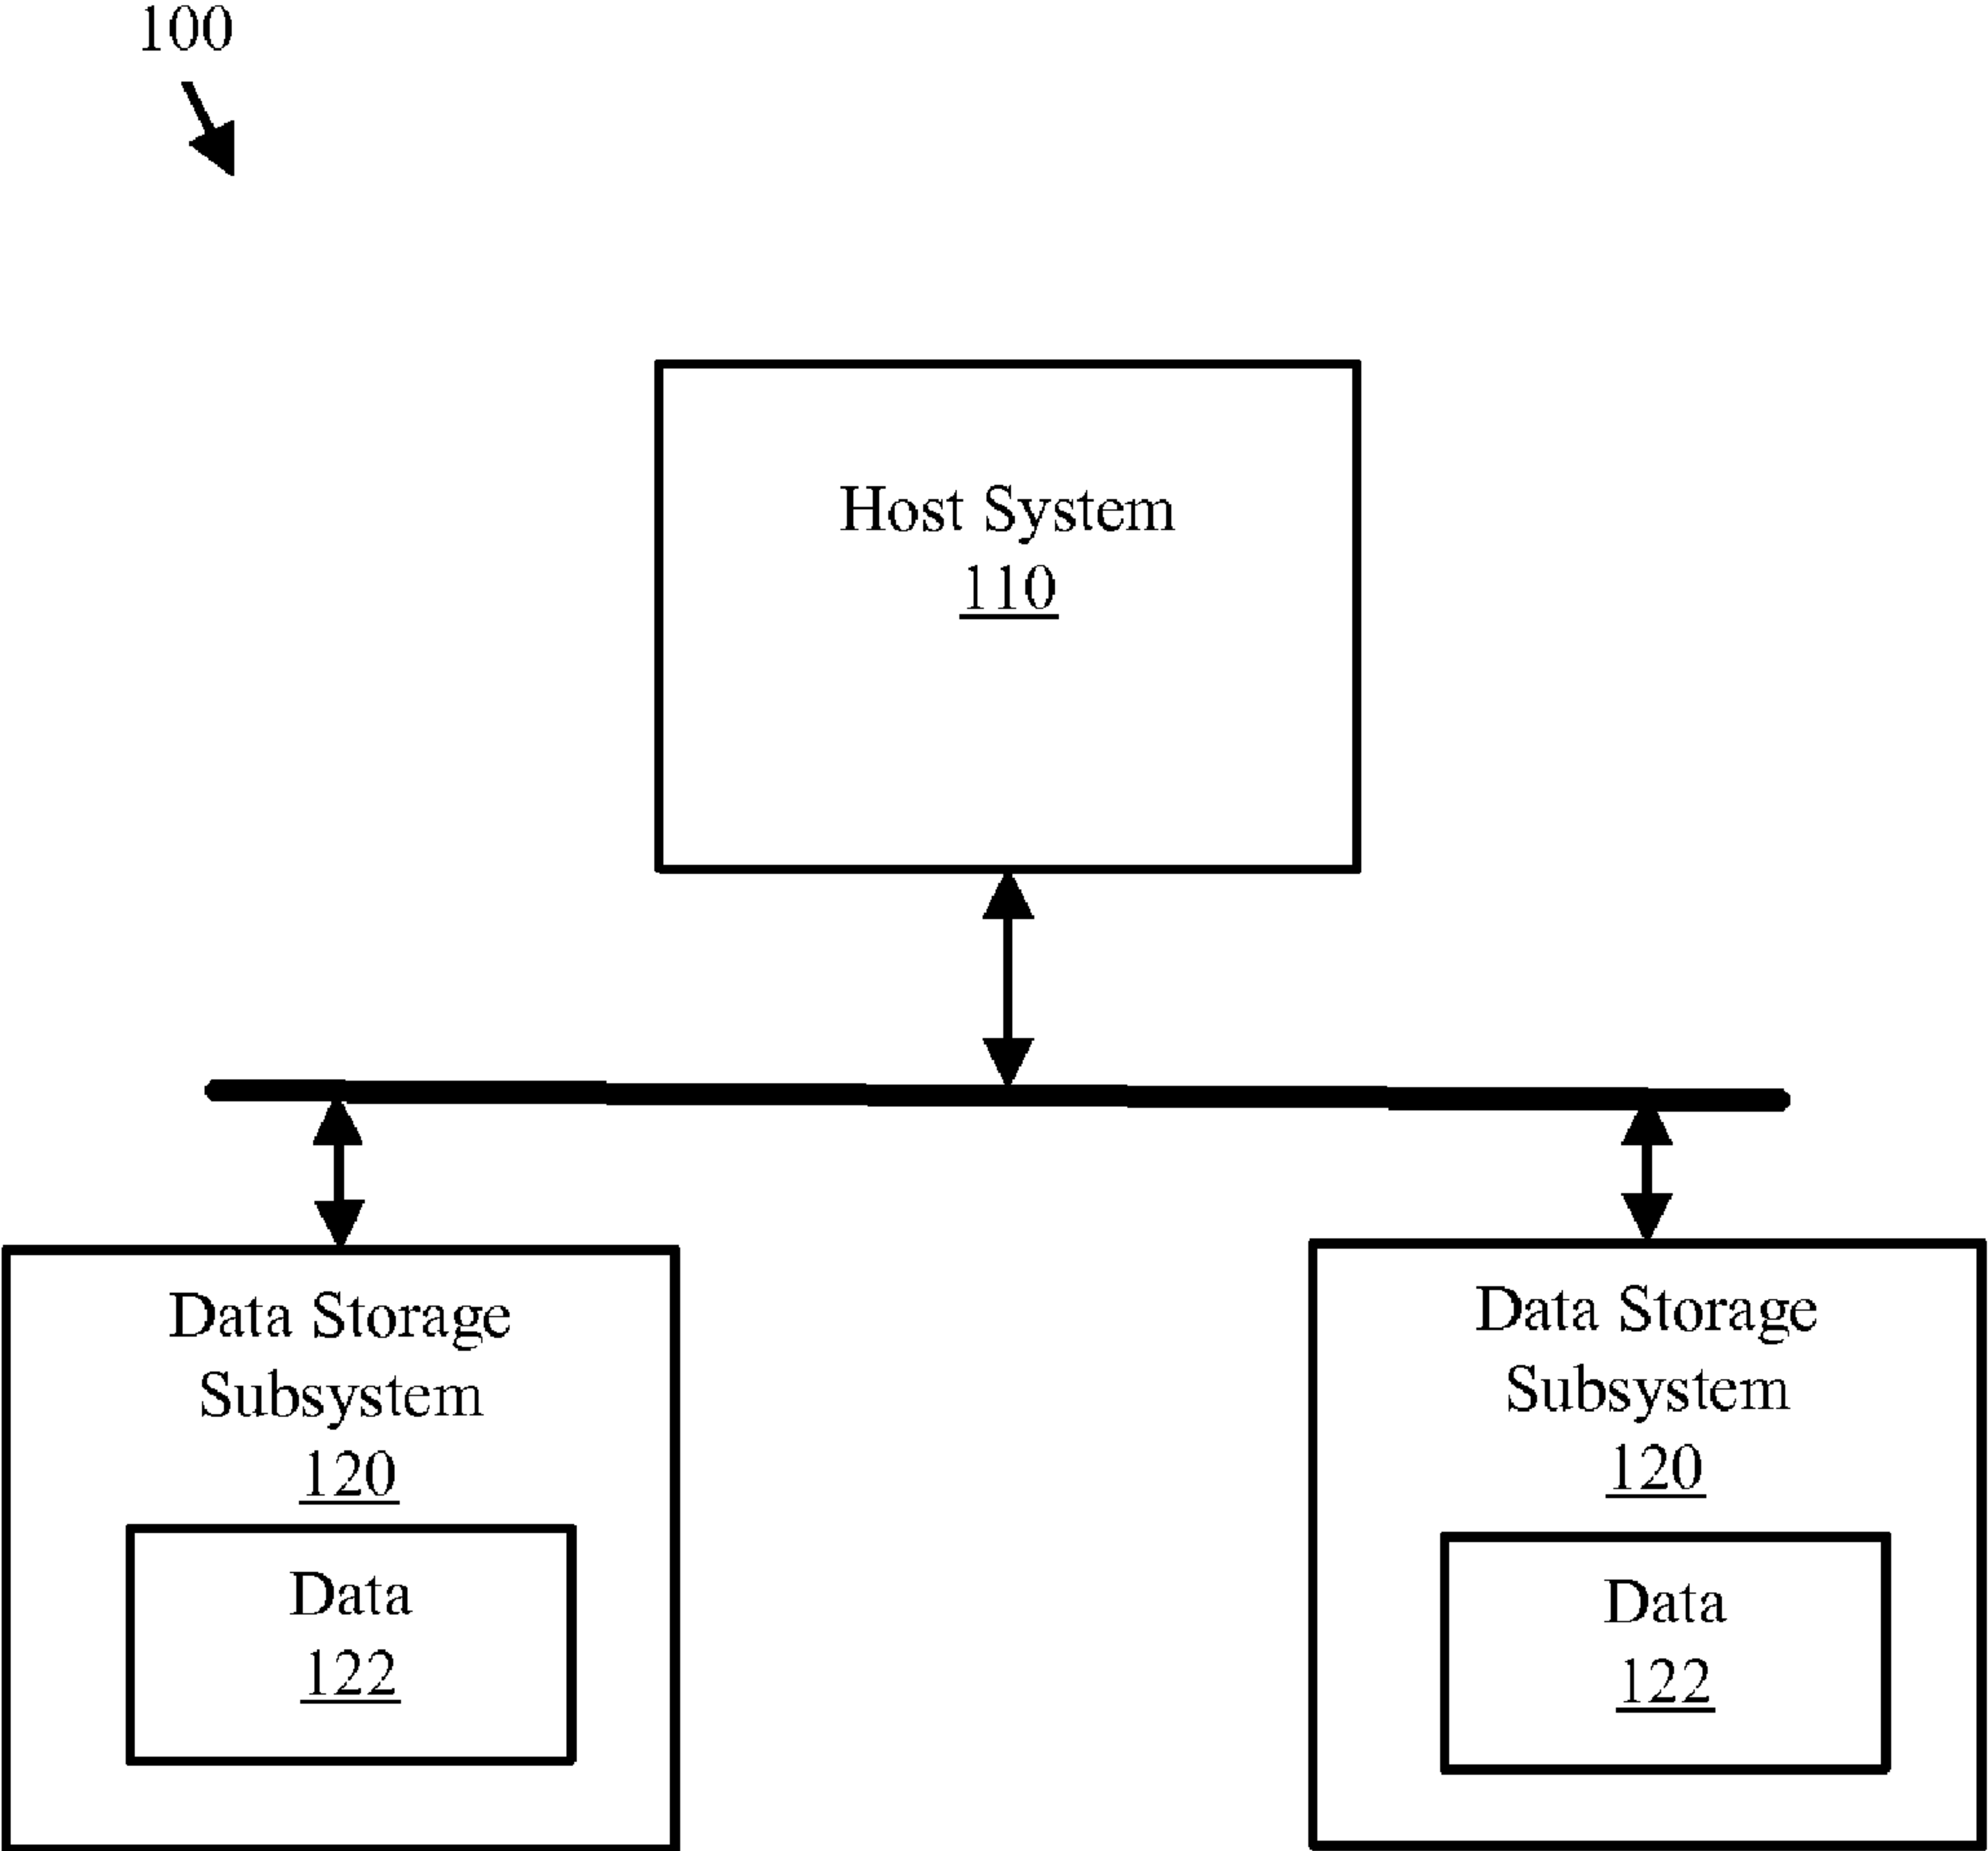 100
Host System
110
Data Storage
Subsystem
120
Data
122
Data Storage
Subsystem
120
Data
122